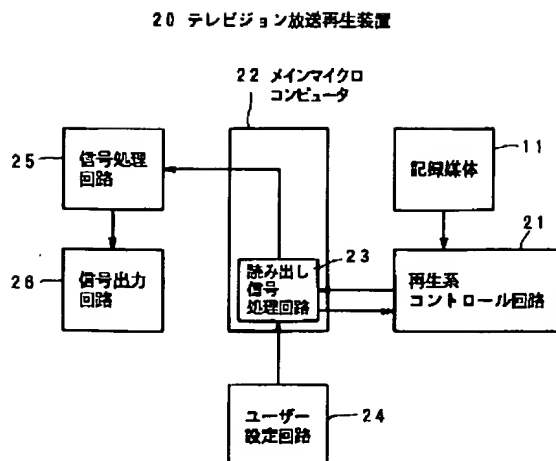 20 テレビジョン放送再生装置
22 メインマイクロ
コンピュータ
25
信号処理
回路
11
記録媒体
21
26
信号出力
回路
23
読み出し
信号
処理回路
再生系
コントロール回路
ユーザー
設定回路
24